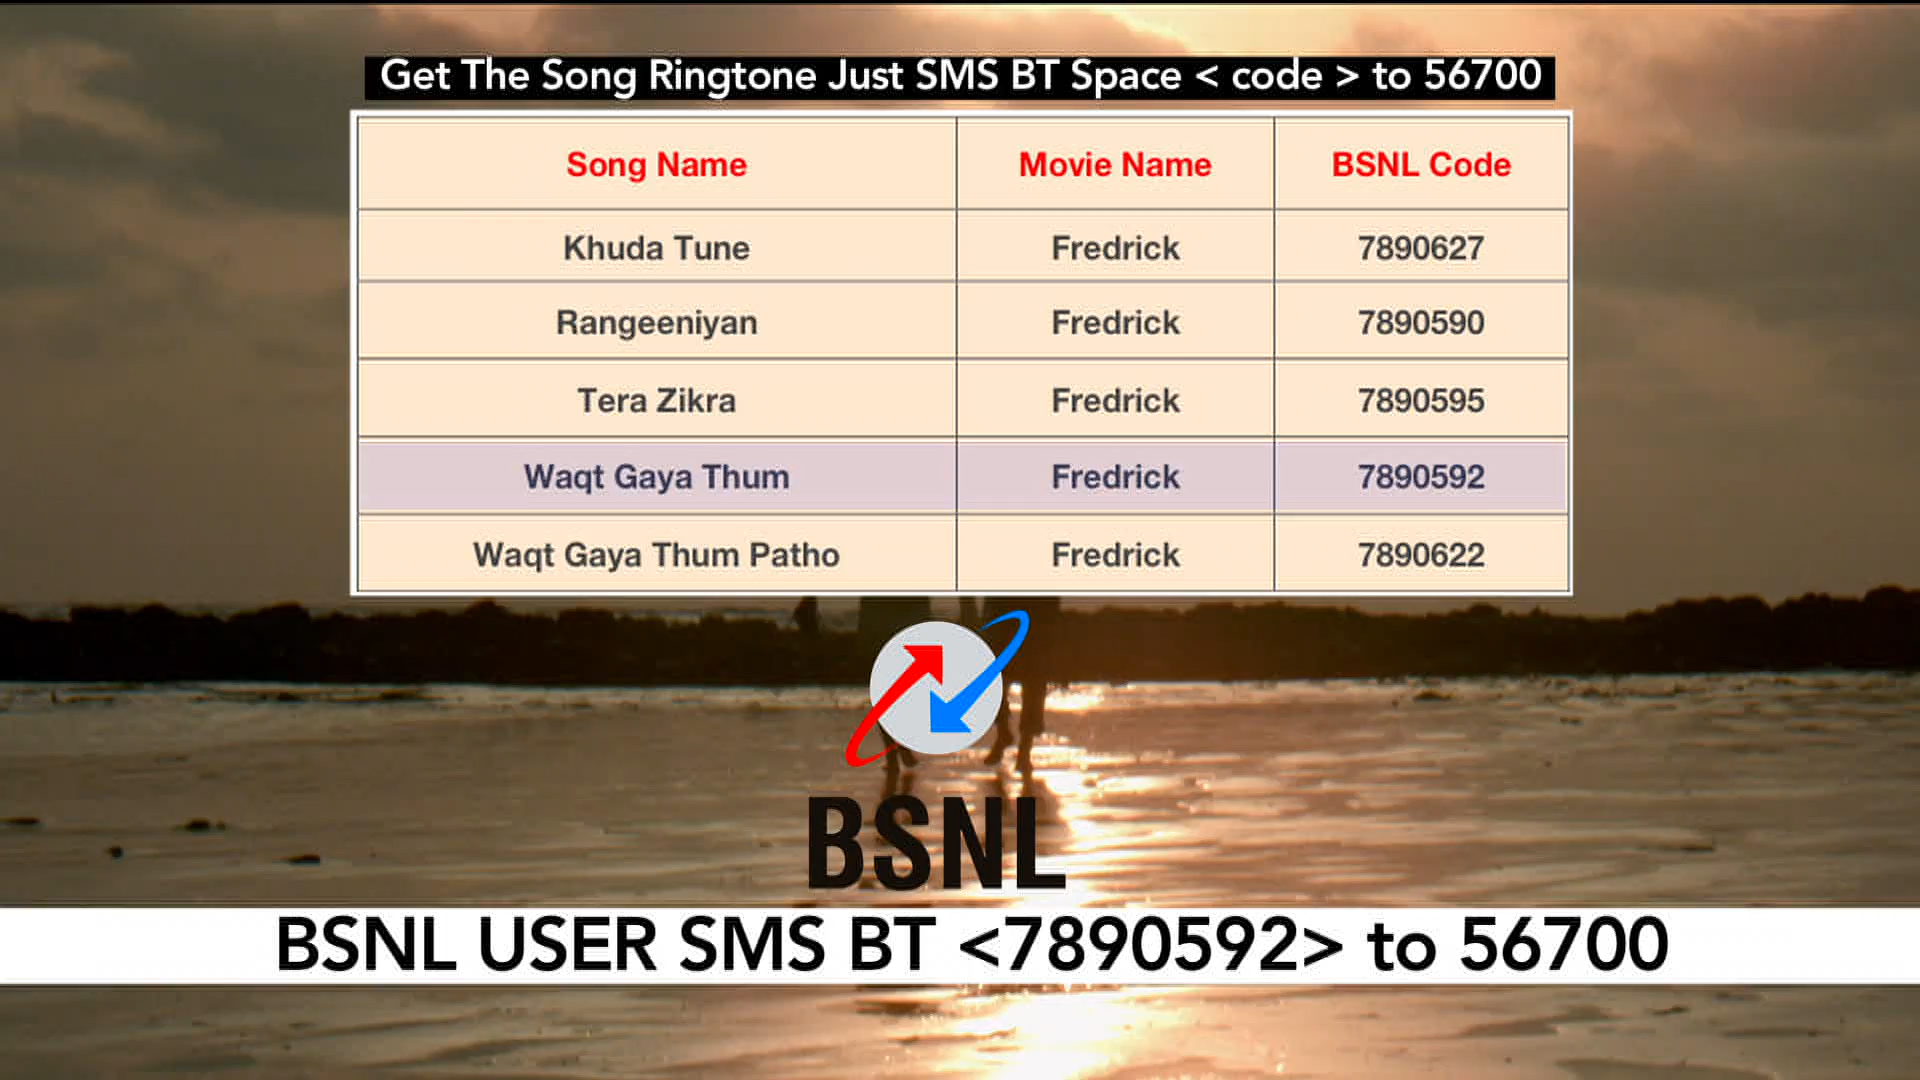 Get The Song Ringtone Just SMS BT Space < code > to 56700
Song Name Movie Name BSNL Code
Khuda Tune Fredrick 7890627
Rangeeniyan Fredrick 7890590
Tera Zikra Fredrick 7890595
Waqt Gaya Thum Fredrick 7890592
Waqt Gaya Thum Patho Fredrick 7890622
BSNL
BSNL USER SMS BT <7890592> to 56700